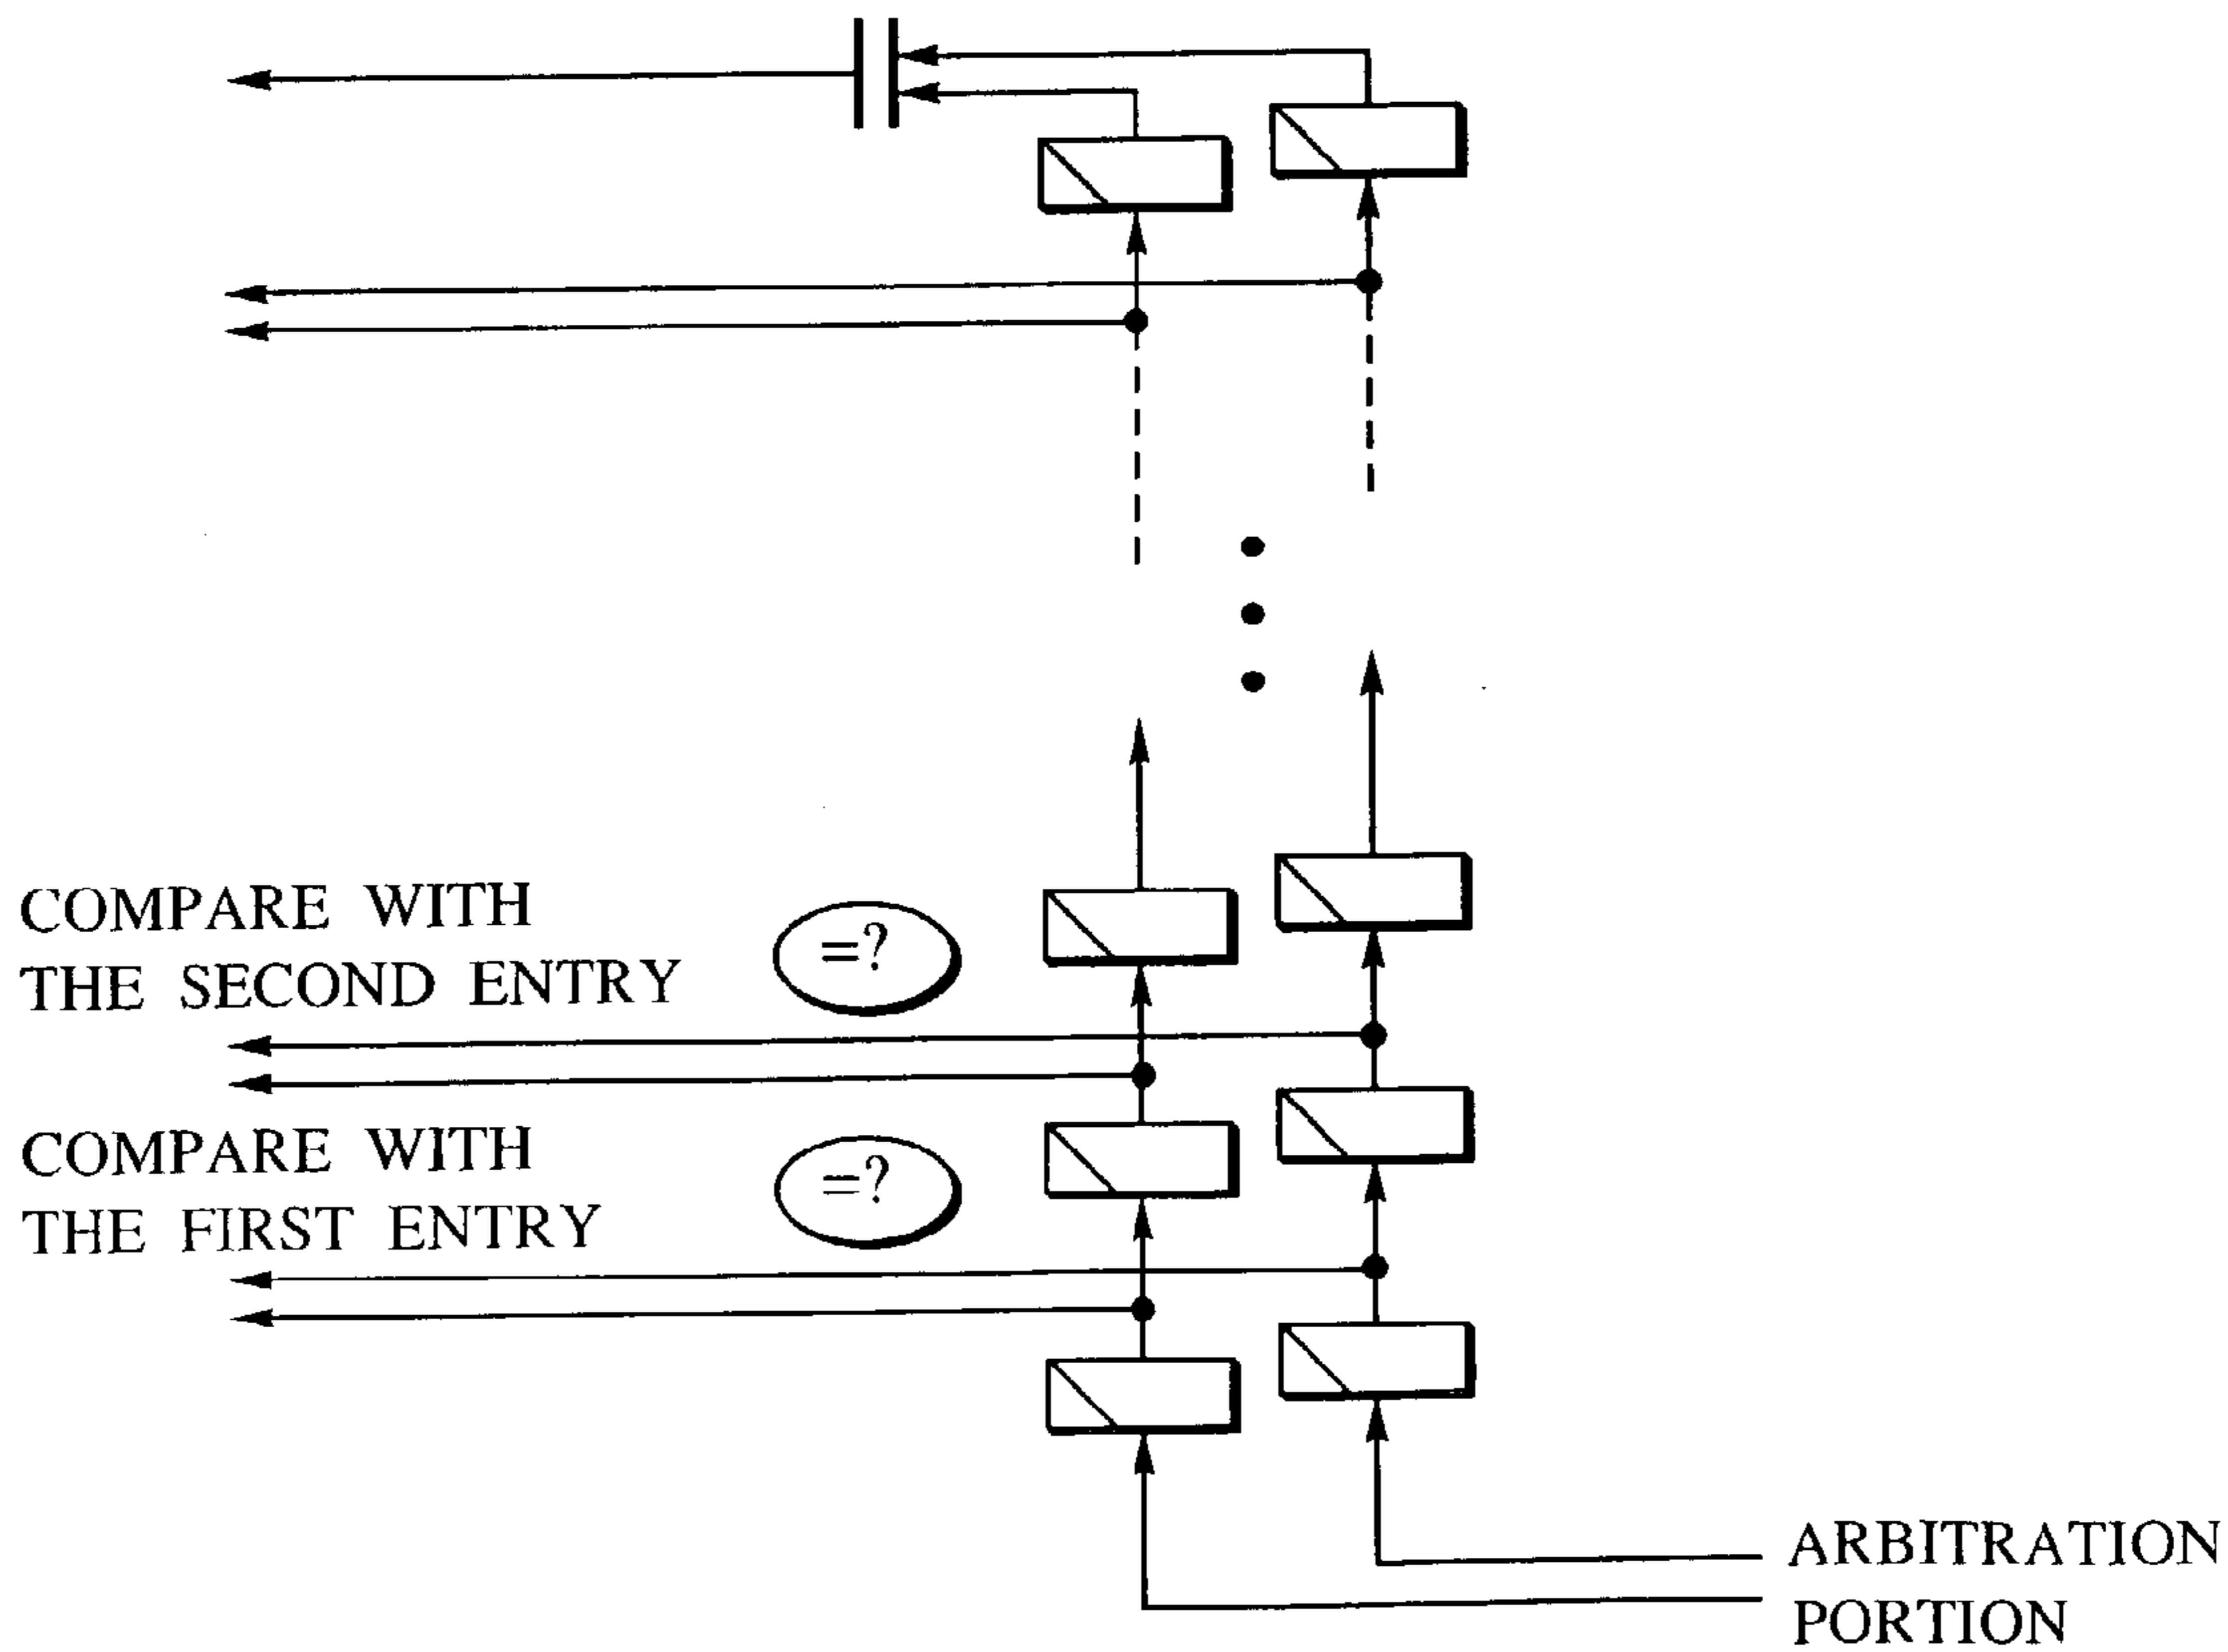 COMPARE WITH
THE SECOND ENTRY
=?
COMPARE WITH
THE FIRST ENTRY
=?
ARBITRATION
PORTION